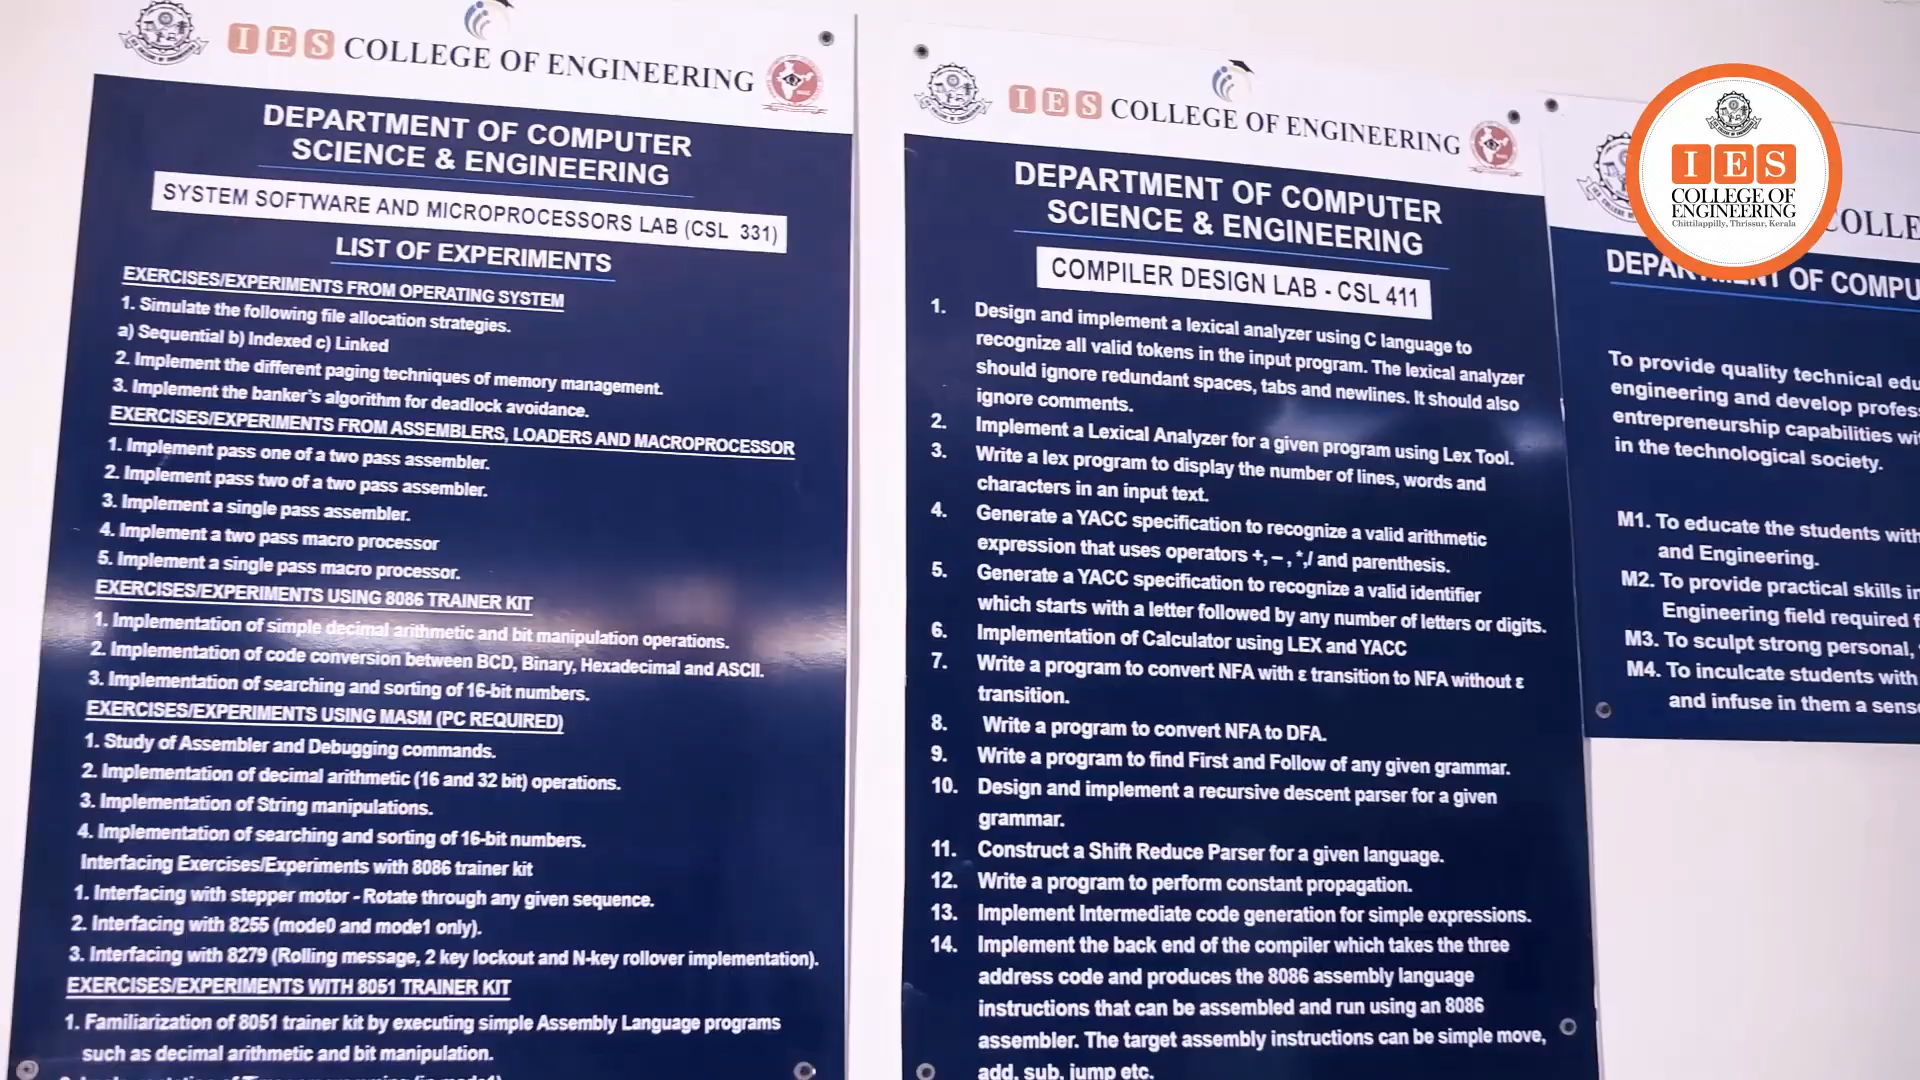 IES COLLEGE OF ENGINEERING
DEPARTMENT OF COMPUTER
SCIENCE & ENGINEERING
SYSTEM SOFTWARE AND MICROPROCESSORS LAB (CSL 331)
LIST OF EXPERIMENTS
EXERCISES/EXPERIMENTS FROM OPERATING SYSTEM
1. Simulate the following file allocation strategies.
a) Sequential b) Indexed c) Linked
2. Implement the different paging techniques of memory management.
3. Implement the banker's algorithm for deadlock avoidance.
EXERCISES/EXPERIMENTS FROM ASSEMBLERS, LOADERS AND MACROPROCESSOR
1. Implement pass one of a two pass assembler.
2. Implement pass two of a two pass assembler.
3. Implement a single pass assembler.
4. Implement a two pass macro processor
5. Implement a single pass macro processor.
EXERCISES/EXPERIMENTS USING 8086 TRAINER KIT
1. Implementation of simple decimal arithmetic and bit manipulation operations.
2. Implementation of code conversion between BCD, Binary, Hexadecimal and ASCII.
3. Implementation of searching and sorting of 16-bit numbers.
EXERCISES/EXPERIMENTS USING MASM (PC REQUIRED)
1. Study of Assembler and Debugging commands.
2. Implementation of decimal arithmetic (16 and 32 bit) operations.
3. Implementation of String manipulations.
4. Implementation of searching and sorting of 16-bit numbers.
Interfacing Exercises/Experiments with 8086 trainer kit
1. Interfacing with stepper motor - Rotate through any given sequence.
2. Interfacing with 8255 (mode0 and mode1 only).
3. Interfacing with 8279 (Rolling message, 2 key lockout and N-key rollover implementation).
EXERCISES/EXPERIMENTS WITH 8051 TRAINER KIT
1. Familiarization of 8051 trainer kit by executing simple Assembly Language programs
such as decimal arithmetic and bit manipulation.
IES COLLEGE OF ENGINEERING
DEPARTMENT OF COMPUTER
SCIENCE & ENGINEERING
COMPILER DESIGN LAB - CSL 411
1. Design and implement a lexical analyzer using C language to
recognize all valid tokens in the input program. The lexical analyzer
should ignore redundant spaces, tabs and newlines. It should also
ignore comments.
2. Implement a Lexical Analyzer for a given program using Lex Tool.
3. Write a lex program to display the number of lines, words and
characters in an input text.
4. Generate a YACC specification to recognize a valid arithmetic
expression that uses operators +, – , *,/ and parenthesis.
5. Generate a YACC specification to recognize a valid identifier
which starts with a letter followed by any number of letters or digits.
6. Implementation of Calculator using LEX and YACC
7. Write a program to convert NFA with ε transition to NFA without ε
transition.
8. Write a program to convert NFA to DFA.
9. Write a program to find First and Follow of any given grammar.
10. Design and implement a recursive descent parser for a given
grammar.
11. Construct a Shift Reduce Parser for a given language.
12. Write a program to perform constant propagation.
13. Implement Intermediate code generation for simple expressions.
14. Implement the back end of the compiler which takes the three
address code and produces the 8086 assembly language
instructions that can be assembled and run using an 8086
assembler. The target assembly instructions can be simple move,
add, sub, jump etc.
IES
COLLEGE OF
ENGINEERING
Chittilappilly, Thrissur, Kerala
OF
To provide quality technical
engineering and develop
entrepreneurship capabilities
in the technological society.
M1. To educate the students with
and Engineering.
M2. To provide practical skills in
Engineering field required
M3. To sculpt strong personal,
M4. To inculcate students with
and infuse in them a sense